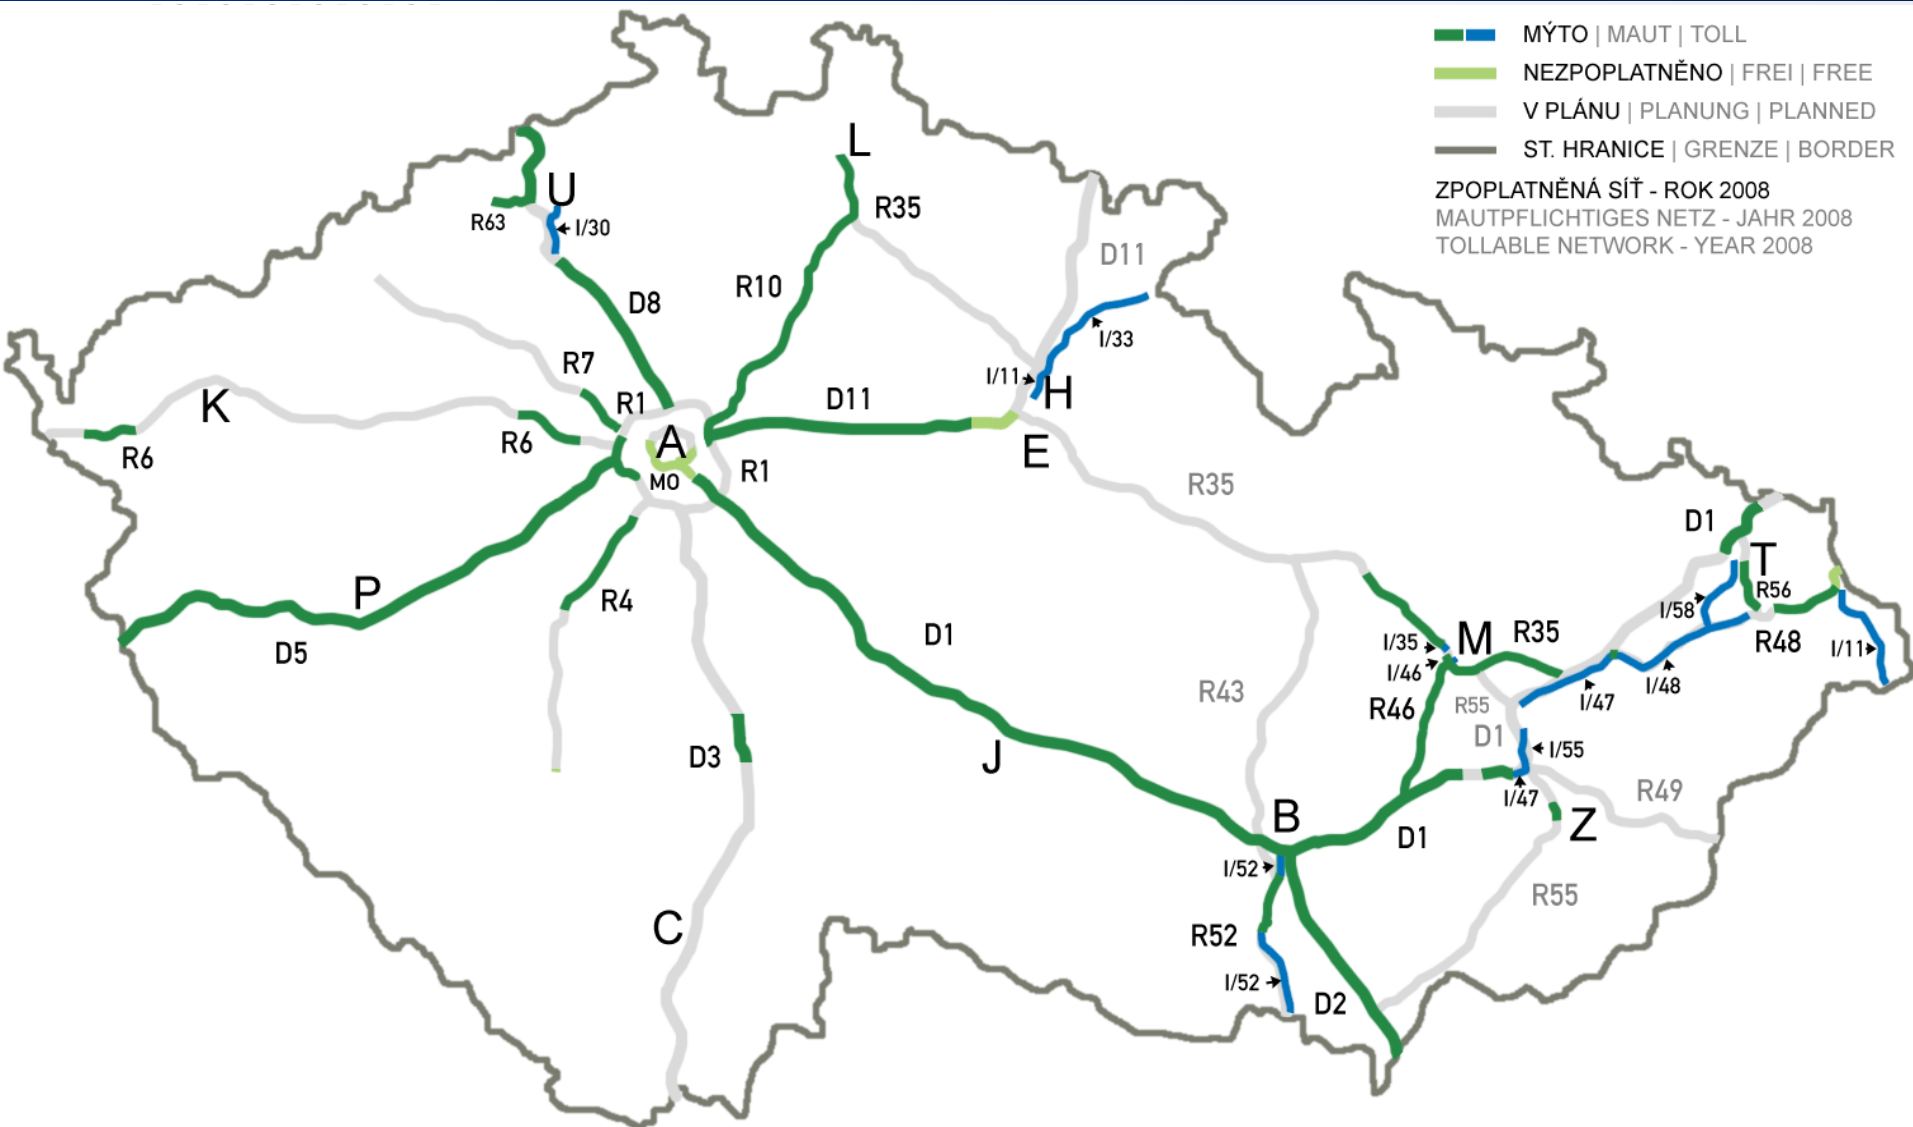 MÝTO | MAUT | TOLL
NEZPOPLATNĚNO | FREI | FREE
V PLÁNU | PLANUNG | PLANNED
ST. HRANICE | GRENZE | BORDER
ZPOPLATNĚNÁ SÍŤ - ROK 2008
MAUTPFLICHTIGES NETZ - JAHR 2008
TOLLABLE NETWORK - YEAR 2008
L
U
R63
I/30
R35
D11
R10
D8
I/33
R7
I/11
H
K
R1
D11
R6
R6
A
E
MO
R1
R35
D1
T
P
R4
R56
I/58
D5
D1
I/35
M
R35
R48
I/11
I/46
R43
R46
R55
I/47
I/48
D3
J
D1
I/55
I/47
R49
B
D1
Z
I/52
R55
C
R52
I/52
D2